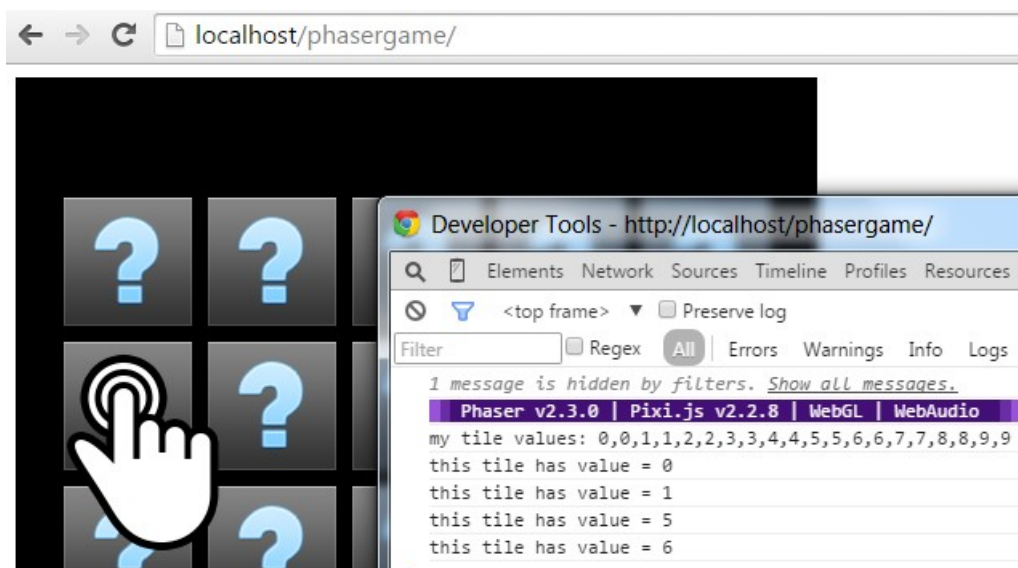 localhost/phasergame/
? ?
Developer Tools - http://localhost/phasergame/
Elements Network Sources Timeline Profiles Resources
<top frame> ▼ Preserve log
Filter Regex All Errors Warnings Info Logs
1 message is hidden by filters. Show all messages.
Phaser v2.3.0 | Pixi.js v2.2.8 | WebGL | WebAudio
my tile values: 0,0,1,1,2,2,3,3,4,4,5,5,6,6,7,7,8,8,9,9
this tile has value = 0
this tile has value = 1
?
this tile has value = 5
this tile has value = 6
? ?